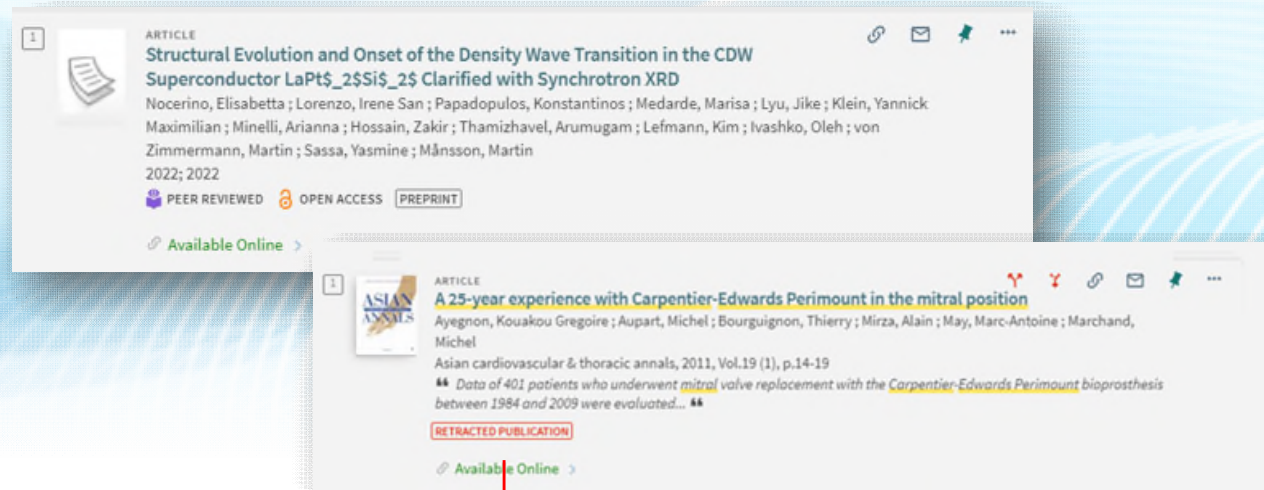 1
ARTICLE
Structural Evolution and Onset of the Density Wave Transition in the CDW
Superconductor LaPt$_2$Si$_2$ Clarified with Synchrotron XRD
Nocerino, Elisabetta ; Lorenzo, Irene San ; Papadopulos, Konstantinos ; Medarde, Marisa ; Lyu, Jike ; Klein, Yannick
Maximilian ; Minelli, Arianna ; Hossain, Zakir ; Thamizhavel, Arumugam ; Lefmann, Kim ; Ivashko, Oleh ; von
Zimmermann, Martin ; Sassa, Yasmine ; Månsson, Martin
2022; 2022
PEER REVIEWED OPEN ACCESS PREPRINT
Available Online >
1
ASIAN
ANNALS
ARTICLE
A 25-year experience with Carpentier-Edwards Perimount in the mitral position
Ayegnon, Kouakou Gregoire ; Aupart, Michel ; Bourguignon, Thierry ; Mirza, Alain ; May, Marc-Antoine ; Marchand,
Michel
Asian cardiovascular & thoracic annals, 2011, Vol.19 (1), p.14-19
❝ Data of 401 patients who underwent mitral valve replacement with the Carpentier-Edwards Perimount bioprosthesis
between 1984 and 2009 were evaluated... ❝
RETRACTED PUBLICATION
Available Online >